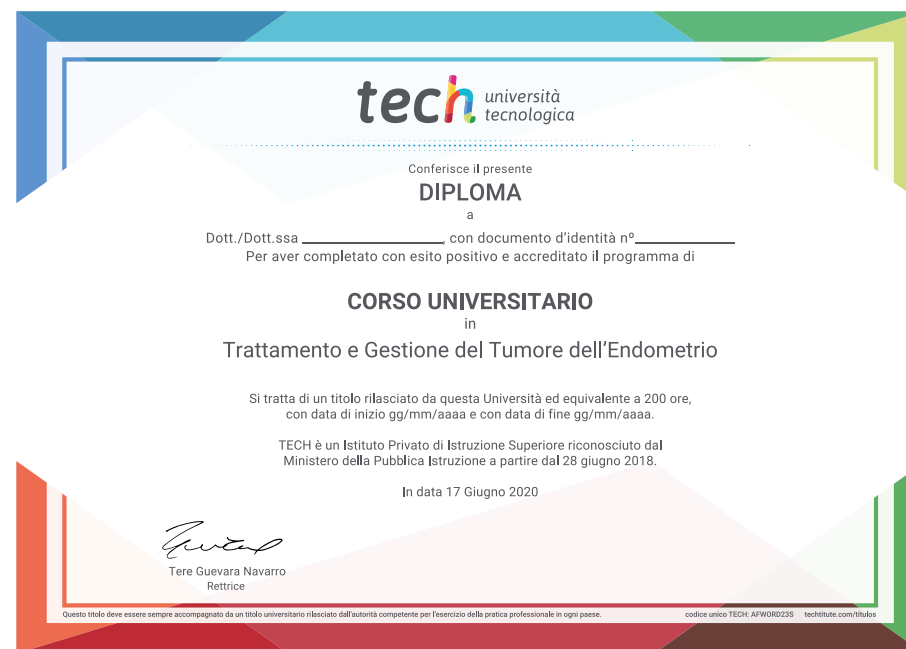 tech università
tecnologica
Conferisce il presente
DIPLOMA
a
Dott./Dott.ssa ____________________, con documento d'identità nº______________
Per aver completato con esito positivo e accreditato il programma di
CORSO UNIVERSITARIO
in
Trattamento e Gestione del Tumore dell'Endometrio
Si tratta di un titolo rilasciato da questa Università ed equivalente a 200 ore,
con data di inizio gg/mm/aaaa e con data di fine gg/mm/aaaa.
TECH è un Istituto Privato di Istruzione Superiore riconosciuto dal
Ministero della Pubblica Istruzione a partire dal 28 giugno 2018.
In data 17 Giugno 2020
Tere Guevara Navarro
Rettrice
Questo titolo deve essere sempre accompagnato da un titolo universitario rilasciato dall'autorità competente per l'esercizio della pratica professionale in ogni paese. codice unico TECH: AFWORD23S techtitute.com/titulos